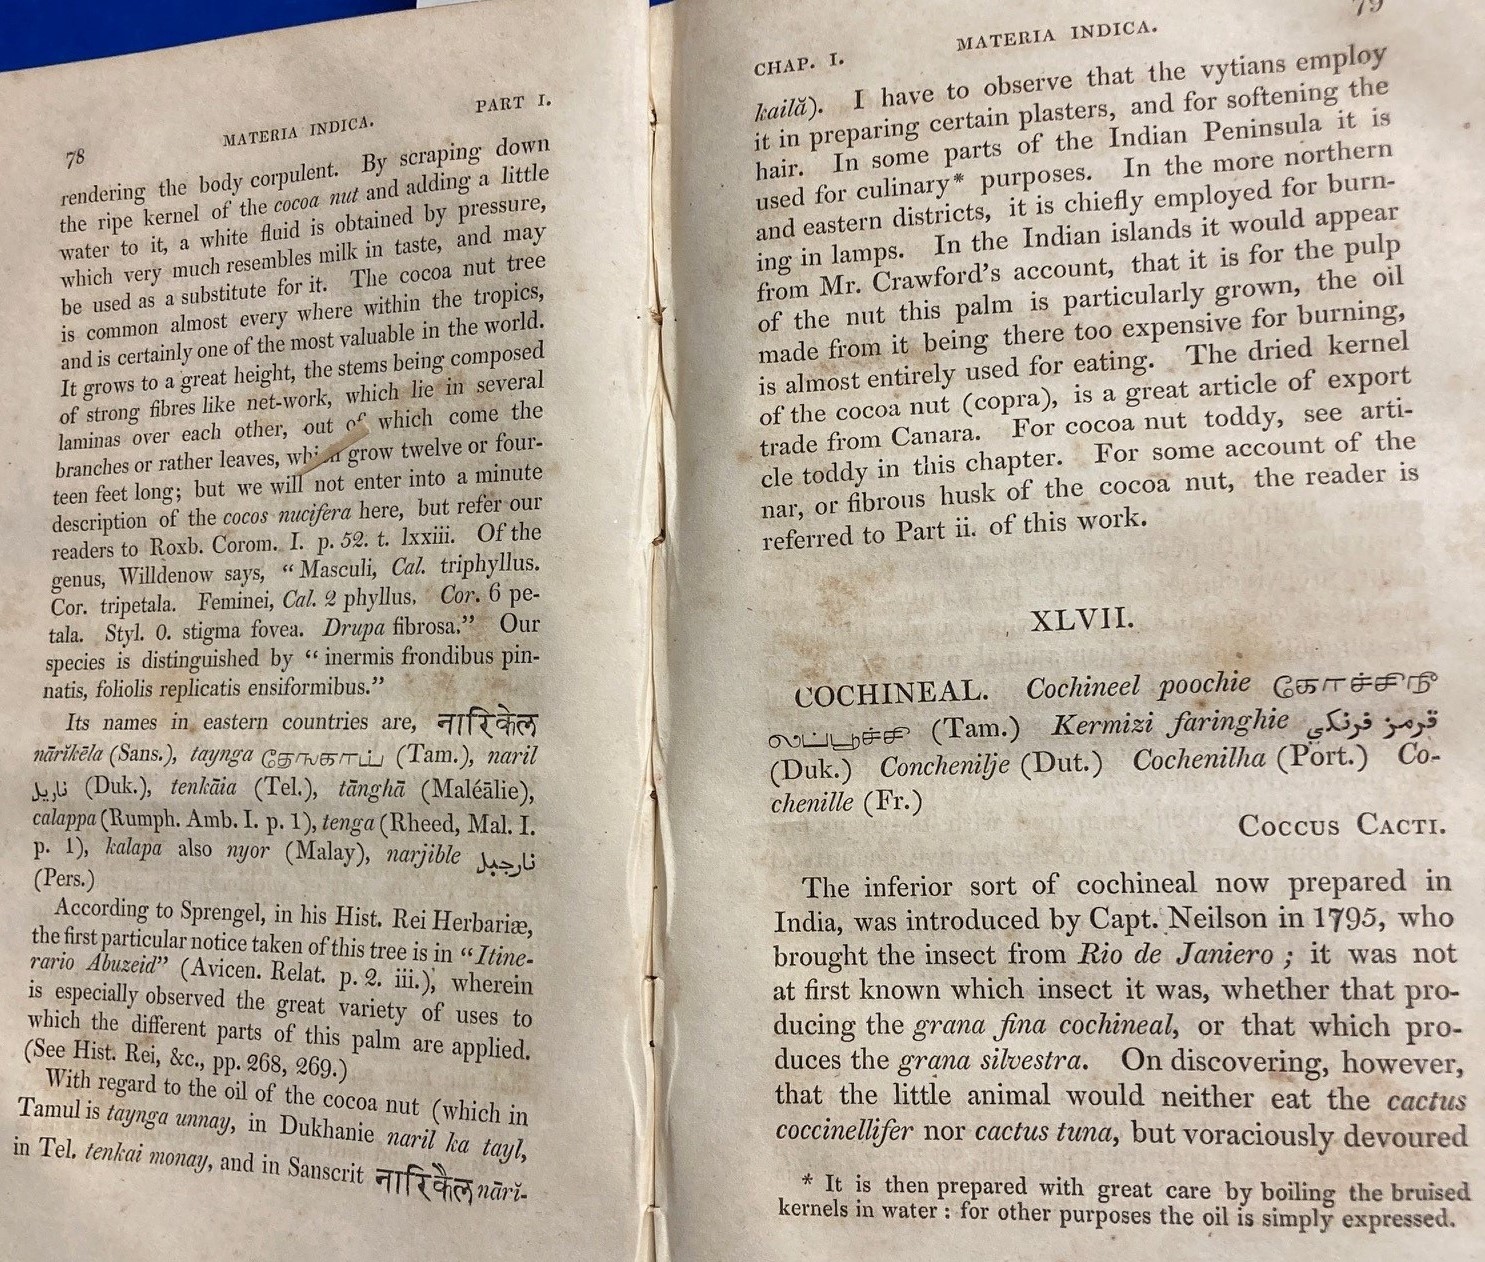 78 MATERIA INDICA. PART I.
rendering the body corpulent. By scraping down
the ripe kernel of the cocoa nut and adding a little
water to it, a white fluid is obtained by pressure,
which very much resembles milk in taste, and may
be used as a substitute for it. The cocoa nut tree
is common almost every where within the tropics,
and is certainly one of the most valuable in the world.
It grows to a great height, the stems being composed
of strong fibres like net-work, which lie in several
laminas over each other, out of which come the
branches or rather leaves, which grow twelve or four-
teen feet long; but we will not enter into a minute
description of the cocos nucifera here, but refer our
readers to Roxb. Corom. I. p. 52. t. lxxiii. Of the
genus, Willdenow says, “Masculi, Cal. triphyllus.
Cor. tripetala. Feminei, Cal. 2 phyllus. Cor. 6 pe-
tala. Styl. 0. stigma fovea. Drupa fibrosa.” Our
species is distinguished by “inermis frondibus pin-
natis, foliolis replicatis ensiformibus.”
Its names in eastern countries are, नारिकेल
nārĭkēla (Sans.), taynga (Tam.), naril
ناريل (Duk.), tenkāia (Tel.), tānghā (Maléālie),
calappa (Rumph. Amb. I. p. 1), tenga (Rheed, Mal. I.
p. 1), kalapa also nyor (Malay), narjible نارجيل
(Pers.)
According to Sprengel, in his Hist. Rei Herbariæ,
the first particular notice taken of this tree is in “Itine-
rario Abuzeid” (Avicen. Relat. p. 2. iii.), wherein
is especially observed the great variety of uses to
which the different parts of this palm are applied.
(See Hist. Rei, &c., pp. 268, 269.)
With regard to the oil of the cocoa nut (which in
Tamul is taynga unnay, in Dukhanie naril ka tayl,
in Tel. tenkai monay, and in Sanscrit नारिकैल nārĭ-
CHAP. I. MATERIA INDICA. 79
kailă). I have to observe that the vytians employ
it in preparing certain plasters, and for softening the
hair. In some parts of the Indian Peninsula it is
used for culinary* purposes. In the more northern
and eastern districts, it is chiefly employed for burn-
ing in lamps. In the Indian islands it would appear
from Mr. Crawford’s account, that it is for the pulp
of the nut this palm is particularly grown, the oil
made from it being there too expensive for burning,
is almost entirely used for eating. The dried kernel
of the cocoa nut (copra), is a great article of export
trade from Canara. For cocoa nut toddy, see arti-
cle toddy in this chapter. For some account of the
nar, or fibrous husk of the cocoa nut, the reader is
referred to Part ii. of this work.
XLVII.
COCHINEAL. Cochineel poochie கோச்சிநீ
லப்பூச்சி (Tam.) Kermizi faringhie قرمز فرنكي
(Duk.) Conchenilje (Dut.) Cochenilha (Port.) Co-
chenille (Fr.)
COCCUS CACTI.
The inferior sort of cochineal now prepared in
India, was introduced by Capt. Neilson in 1795, who
brought the insect from Rio de Janiero; it was not
at first known which insect it was, whether that pro-
ducing the grana fina cochineal, or that which pro-
duces the grana silvestra. On discovering, however,
that the little animal would neither eat the cactus
coccinellifer nor cactus tuna, but voraciously devoured
* It is then prepared with great care by boiling the bruised
kernels in water: for other purposes the oil is simply expressed.